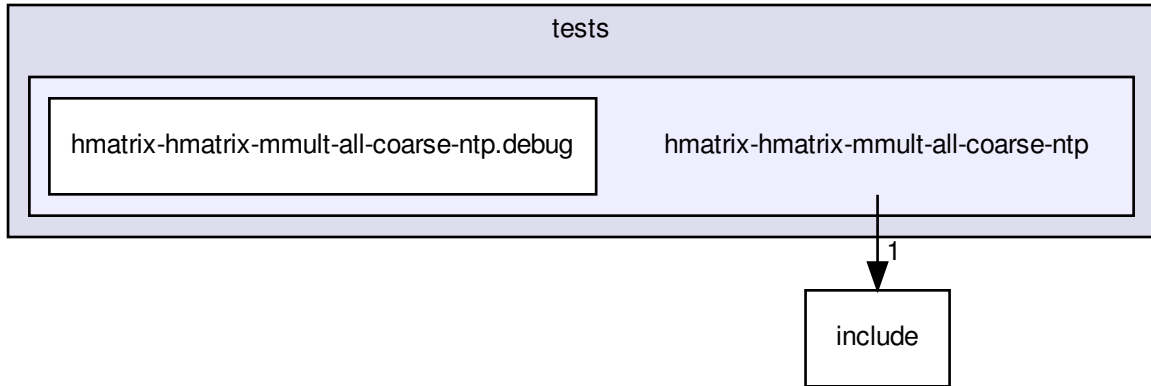 tests
hmatrix-hmatrix-mmult-all-coarse-ntp.debug
hmatrix-hmatrix-mmult-all-coarse-ntp
1
include